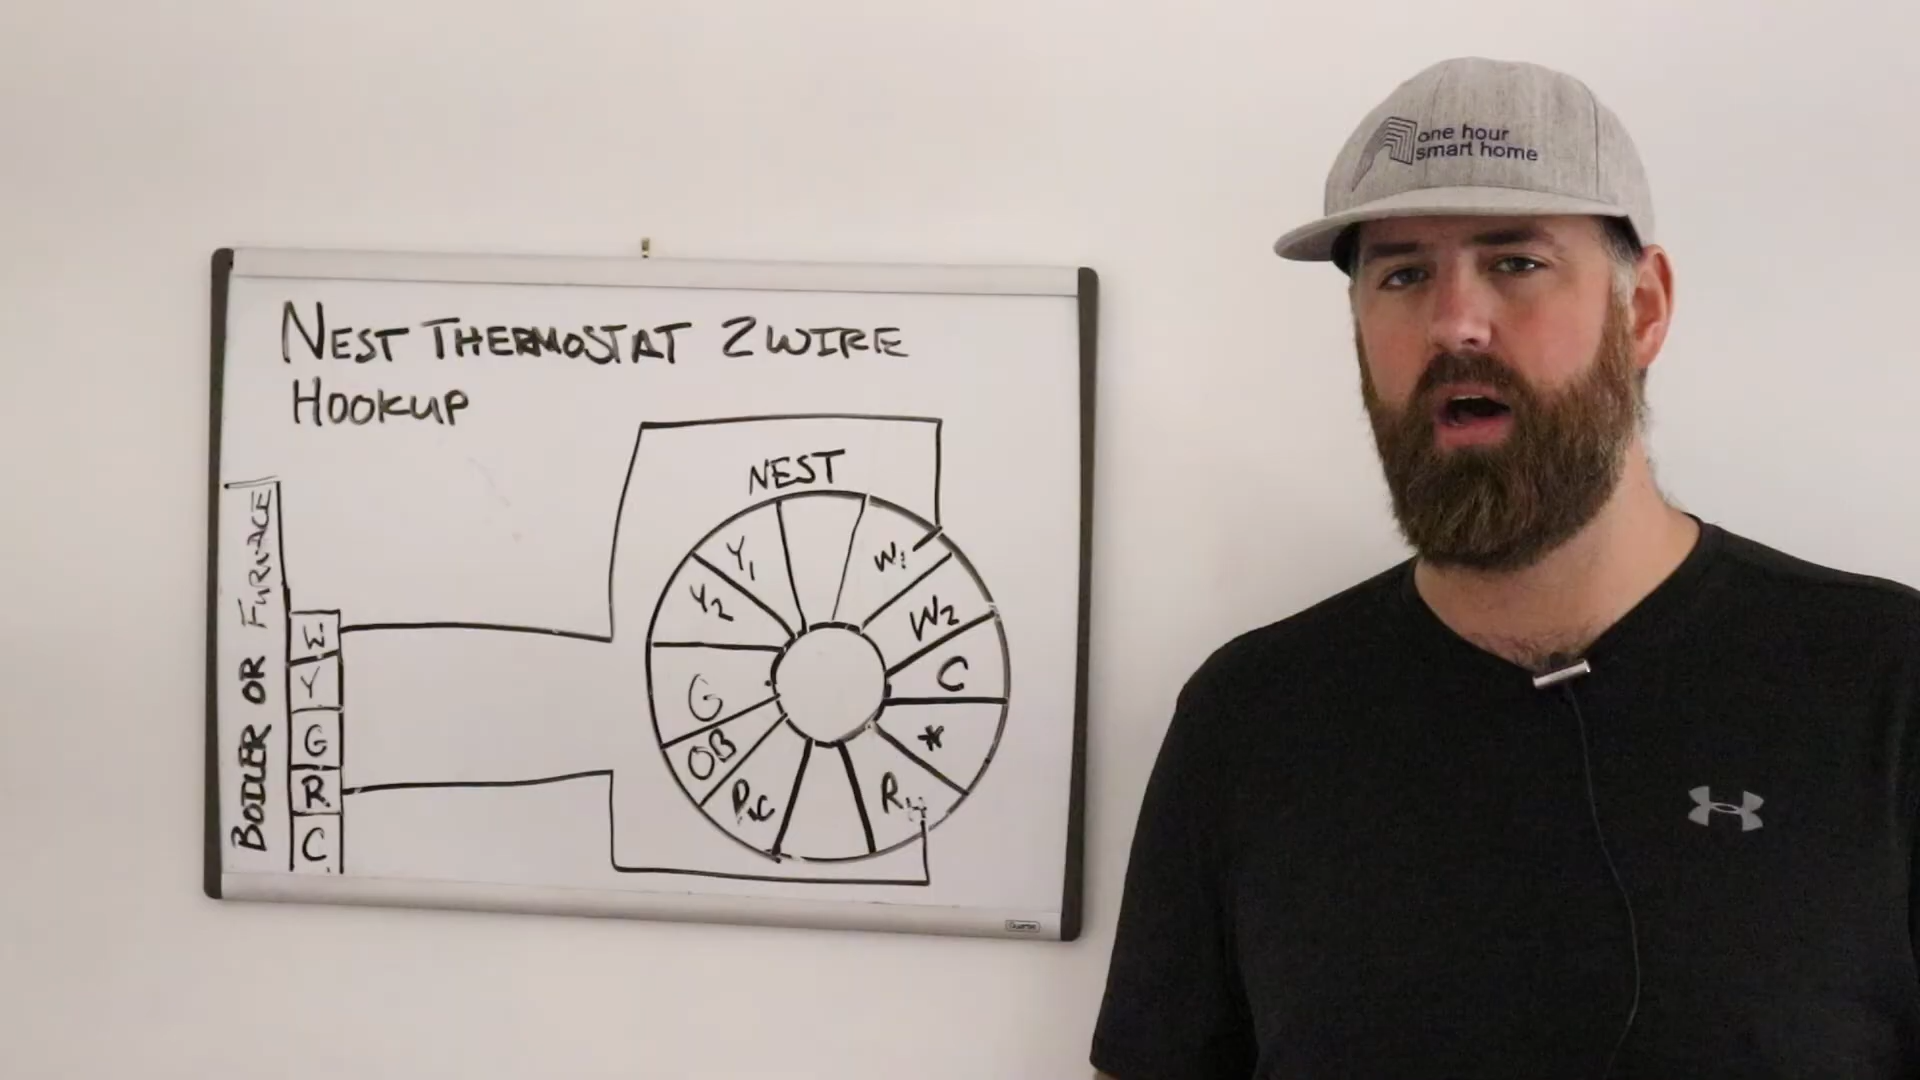 one hour
smart home
NEST THERMOSTAT 2 WIRE
HOOKUP
NEST
BOILER OR FURNACE
W
Y
G
R
C
Y1
Y2
G
OB
RC
W1
W2
C
*
RH